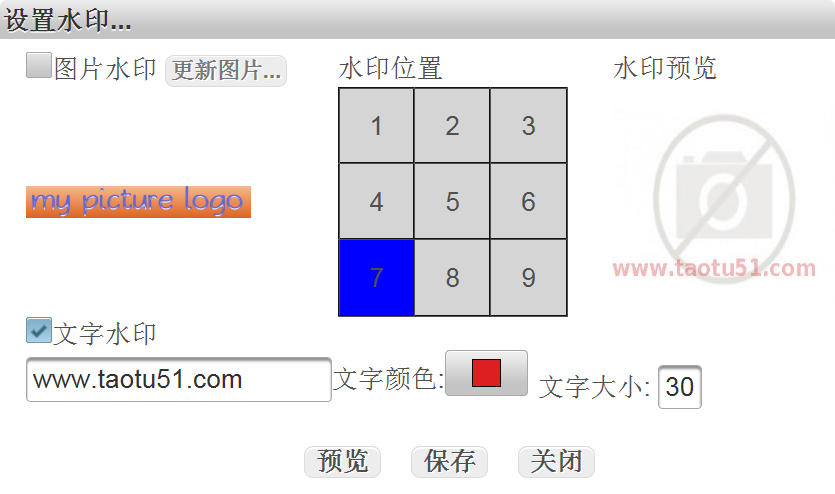 设置水印...
图片水印 更新图片... 水印位置 水印预览
1 2 3
my picture logo 4 5 6
www.taotu51.com
7 8 9
文字水印
www.taotu51.com 文字颜色: 文字大小: 30
预览 保存 关闭